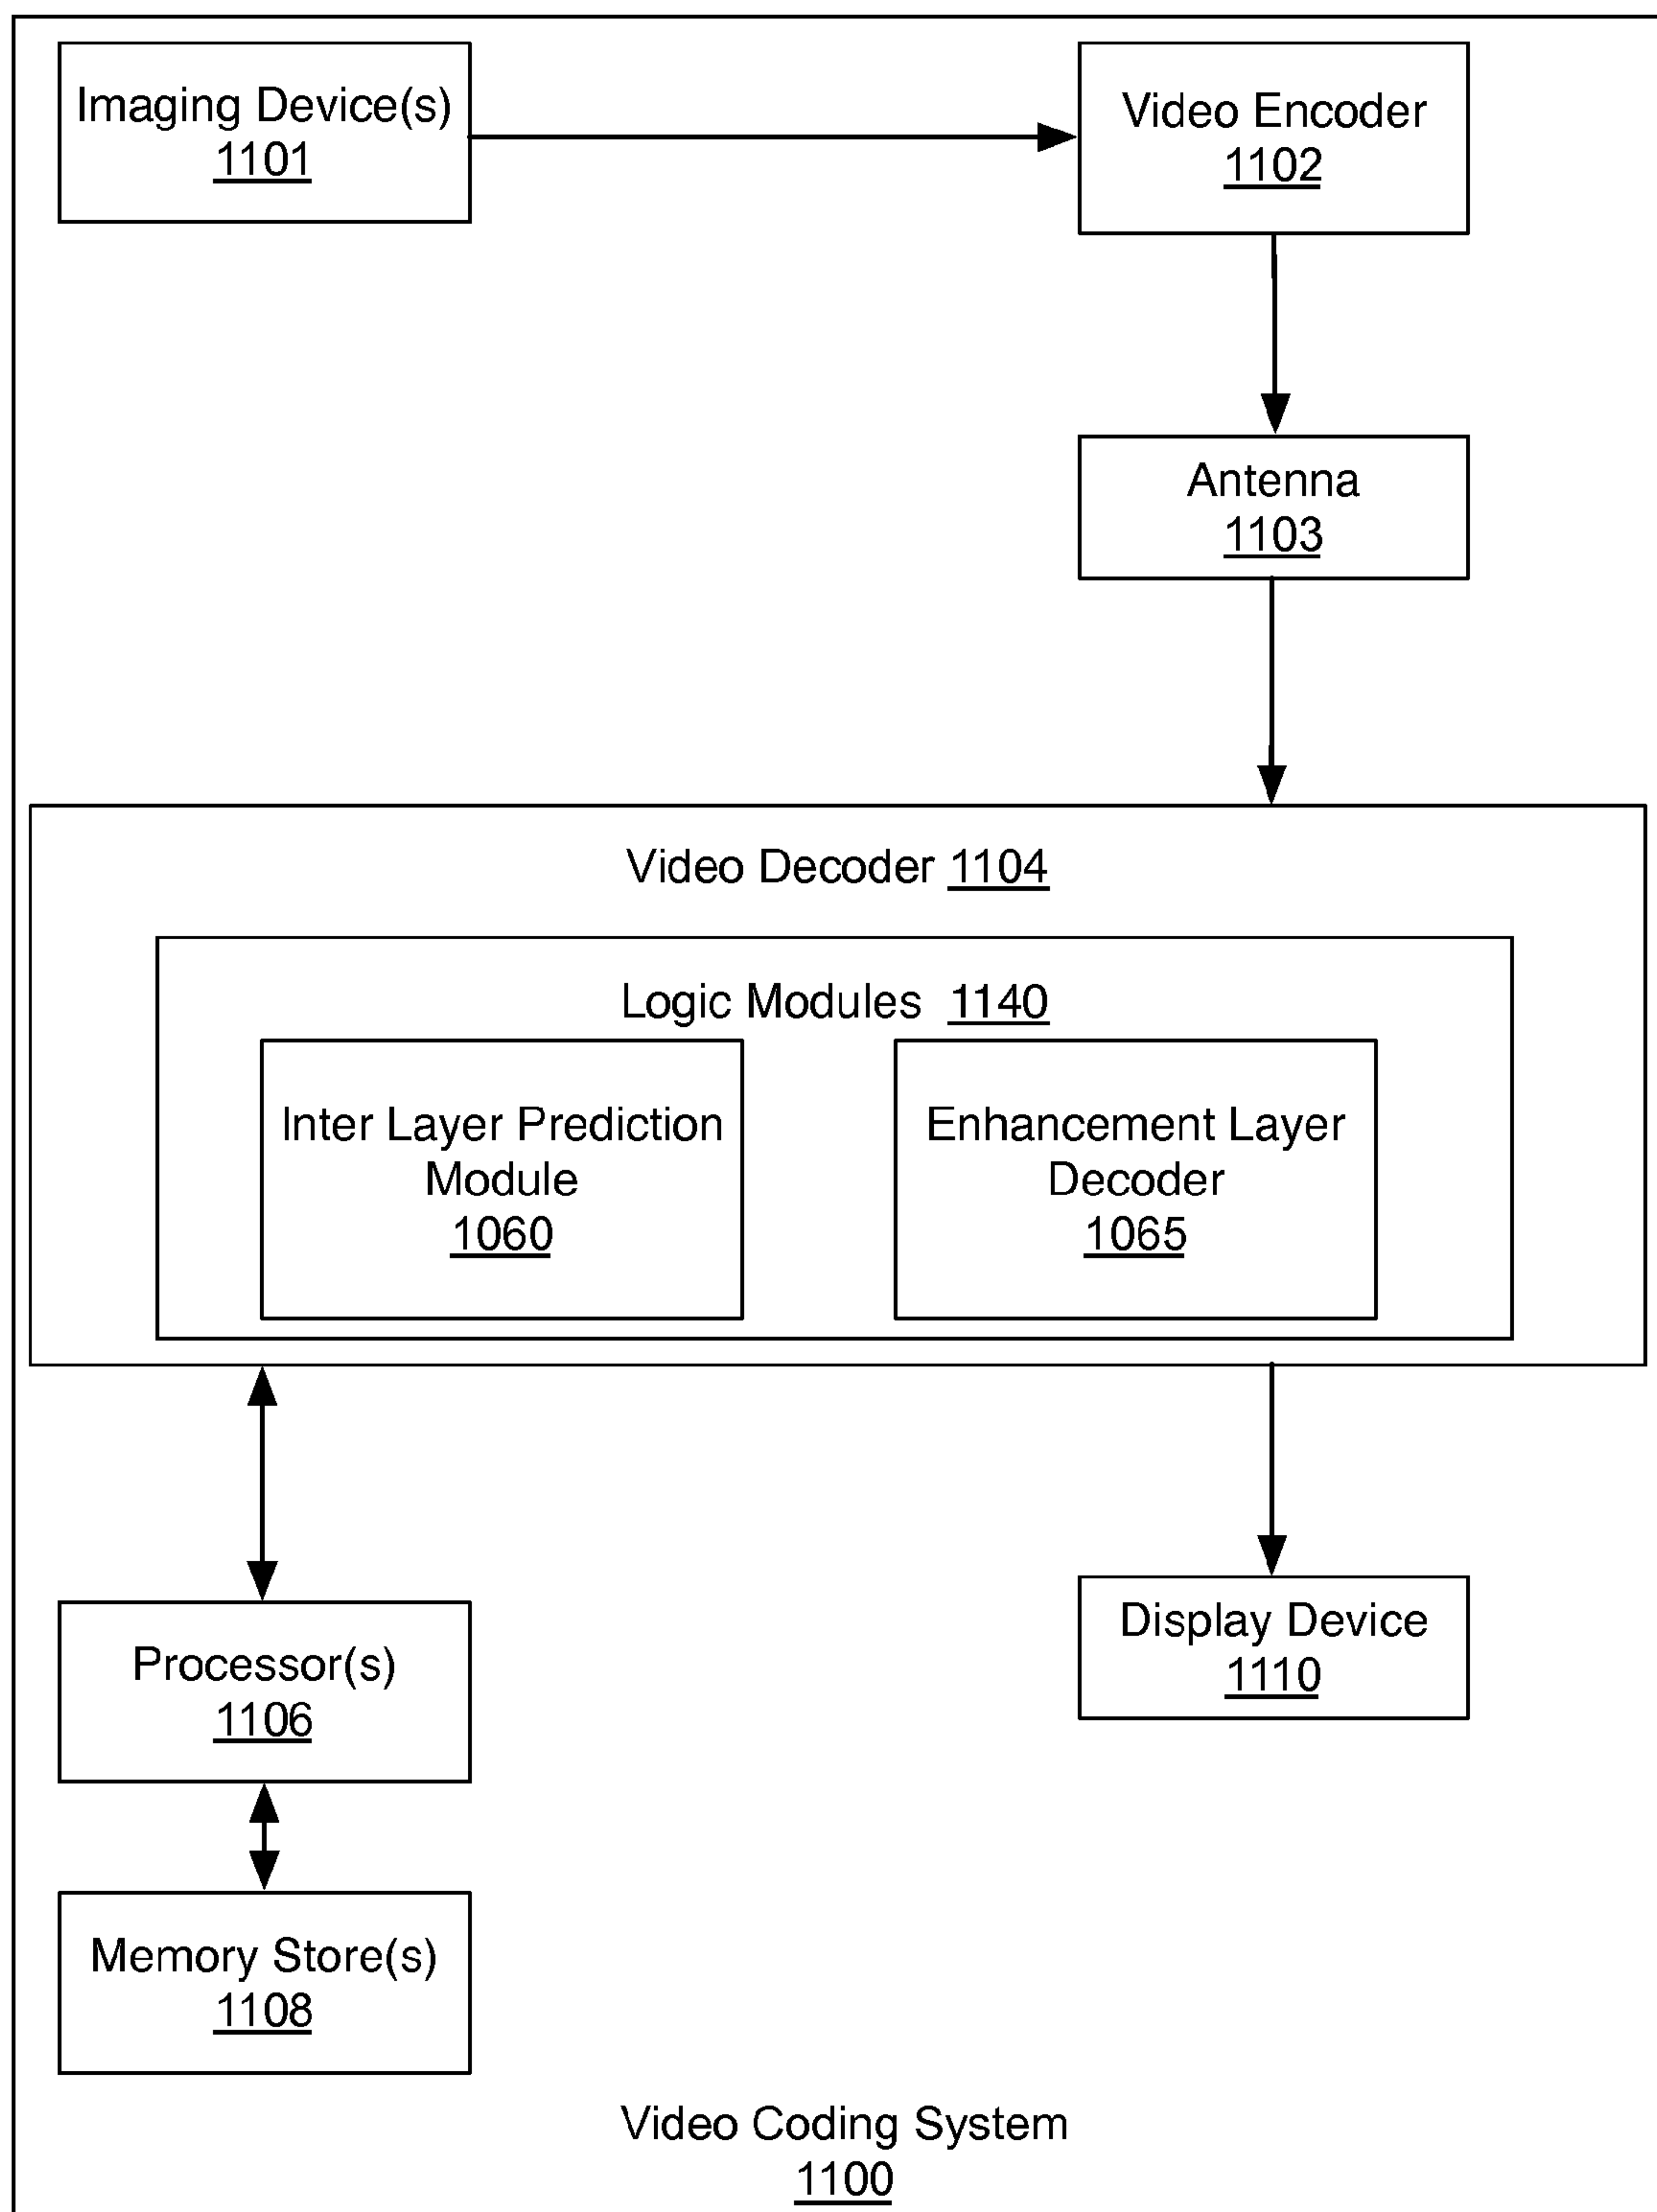 Imaging Device(s)
1101
Video Encoder
1102
Antenna
1103
Video Decoder 1104
Logic Modules 1140
Inter Layer Prediction
Module
1060
Enhancement Layer
Decoder
1065
Processor(s)
1106
Display Device
1110
Memory Store(s)
1108
Video Coding System
1100